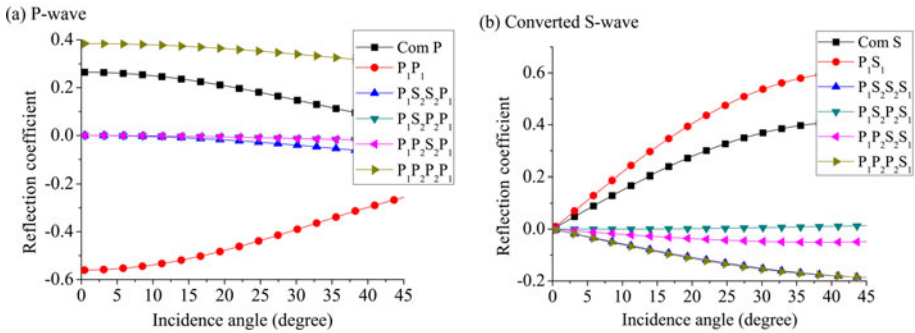 (a) P-wave
Reflection coefficient
0.4
0.2
0.0
-0.2
-0.4
-0.6
0 5 10 15 20 25 30 35 40 45
Incidence angle (degree)
Com P
P₁P₁
P₁S₂S₂P₁
P₁S₂P₂P₁
P₁P₂S₂P₁
P₁P₂P₂P₁
(b) Converted S-wave
Reflection coefficient
0.6
0.4
0.2
0.0
-0.2
0 5 10 15 20 25 30 35 40 45
Incidence angle (degree)
Com S
P₁S₁
P₁S₂S₂S₁
P₁S₂P₂S₁
P₁P₂S₂S₁
P₁P₂P₂S₁